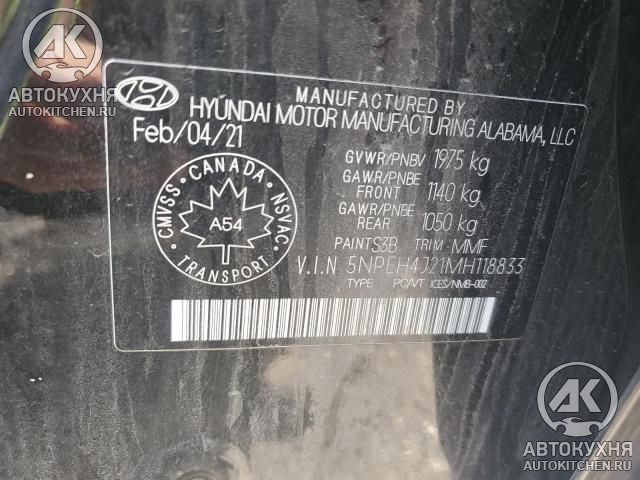 АК
АВТОКУХНЯ
AUTOKITCHEN.RU
MANUFACTURED BY
HYUNDAI MOTOR MANUFACTURING ALABAMA, LLC
Feb/04/21
GVWR/PNBV 1975 kg
GAWR/PNBE
FRONT 1140 kg
GAWR/PNBE
REAR 1050 kg
PAINT S3B TRIM MMF
CMVSS · CANADA · NSVAC
A54
TRANSPORT
V.I.N 5NPEH4J21MH118833
TYPE PC/VT ICES/NMB-002
АК
АВТОКУХНЯ
AUTOKITCHEN.RU